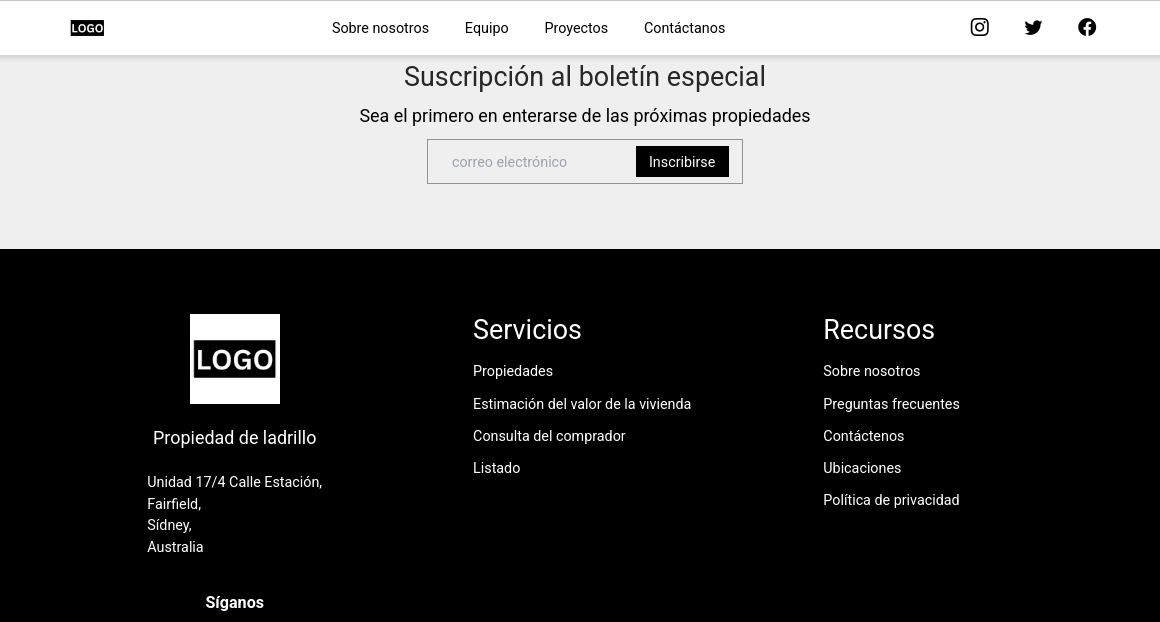 LOGO
Sobre nosotros
Equipo
Proyectos
Contáctanos
Suscripción al boletín especial
Sea el primero en enterarse de las próximas propiedades
correo electrónico
Inscribirse
LOGO
Propiedad de ladrillo
Unidad 17/4 Calle Estación,
Fairfield,
Sídney,
Australia
Síganos
Servicios
Propiedades
Estimación del valor de la vivienda
Consulta del comprador
Listado
Recursos
Sobre nosotros
Preguntas frecuentes
Contáctenos
Ubicaciones
Política de privacidad